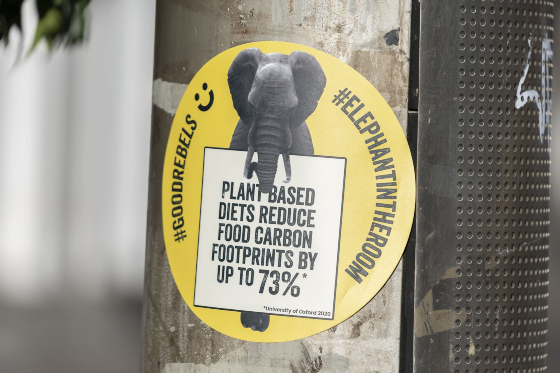 #GOODREBELS
#ELEPHANTINTHEROOM
PLANT BASED
DIETS REDUCE
FOOD CARBON
FOOTPRINTS BY
UP TO 73%*
*University of Oxford 2020